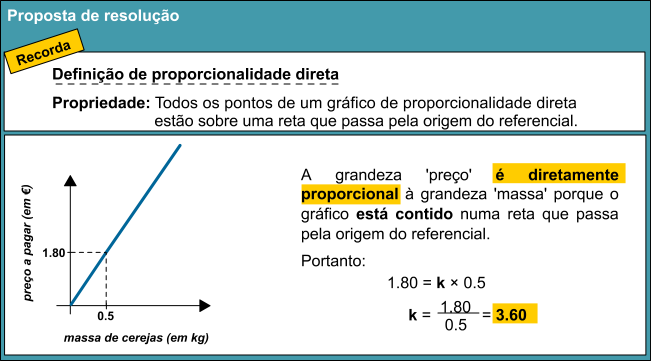 Proposta de resolução
Recorda
Definição de proporcionalidade direta
Propriedade: Todos os pontos de um gráfico de proporcionalidade direta
estão sobre uma reta que passa pela origem do referencial.
preço a pagar (em €)
1.80
0.5
massa de cerejas (em kg)
A grandeza 'preço' é diretamente
proporcional à grandeza 'massa' porque o
gráfico está contido numa reta que passa
pela origem do referencial.
Portanto:
1.80 = k × 0.5
k = 1.80 / 0.5 = 3.60